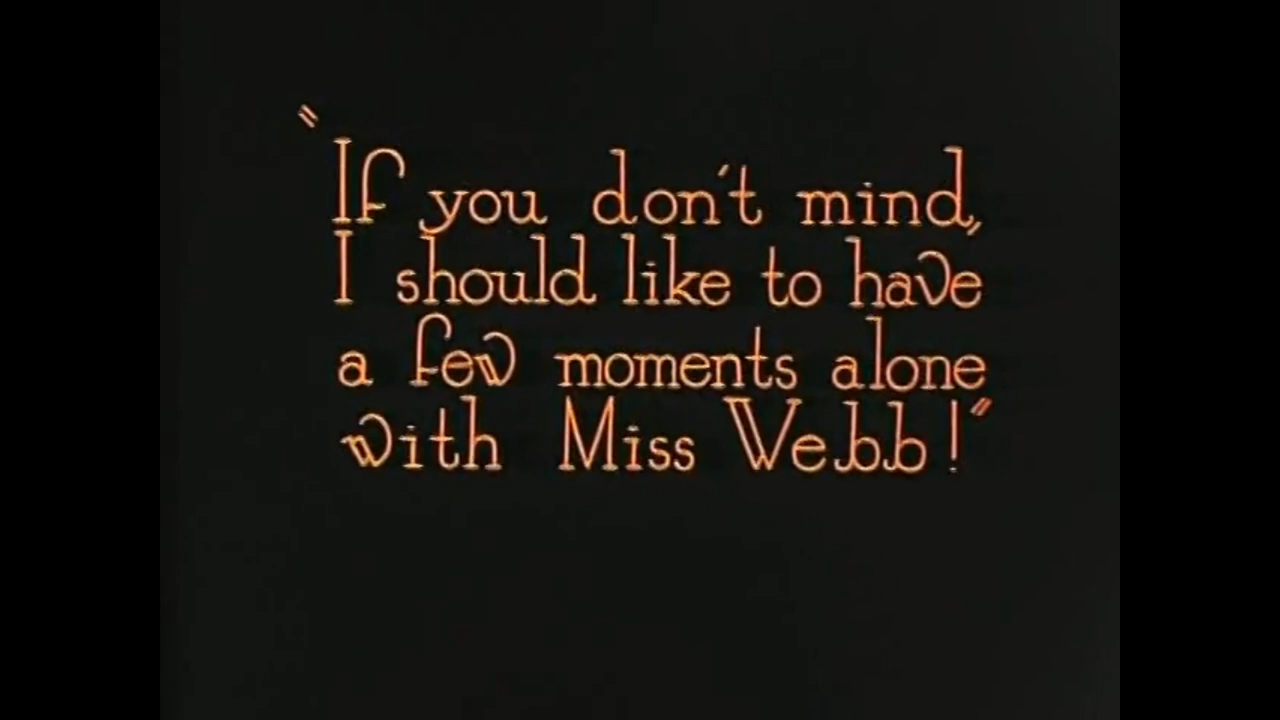 "If you don't mind,
I should like to have
a few moments alone
with Miss Webb!"